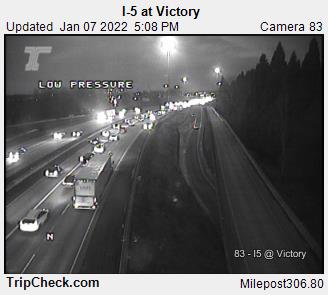 I-5 at Victory
Updated Jan 07 2022 5:08 PM Camera 83
T
LOW PRESSURE
N
83 - I5 @ Victory
TripCheck.com Milepost306.80